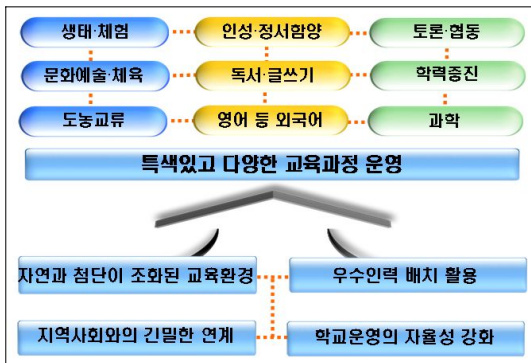 생태·체험 인성·정서함양 토론·협동
문화예술·체육 독서·글쓰기 학력증진
도농교류 영어 등 외국어 과학
특색있고 다양한 교육과정 운영
자연과 첨단이 조화된 교육환경 우수인력 배치 활용
지역사회와의 긴밀한 연계 학교운영의 자율성 강화